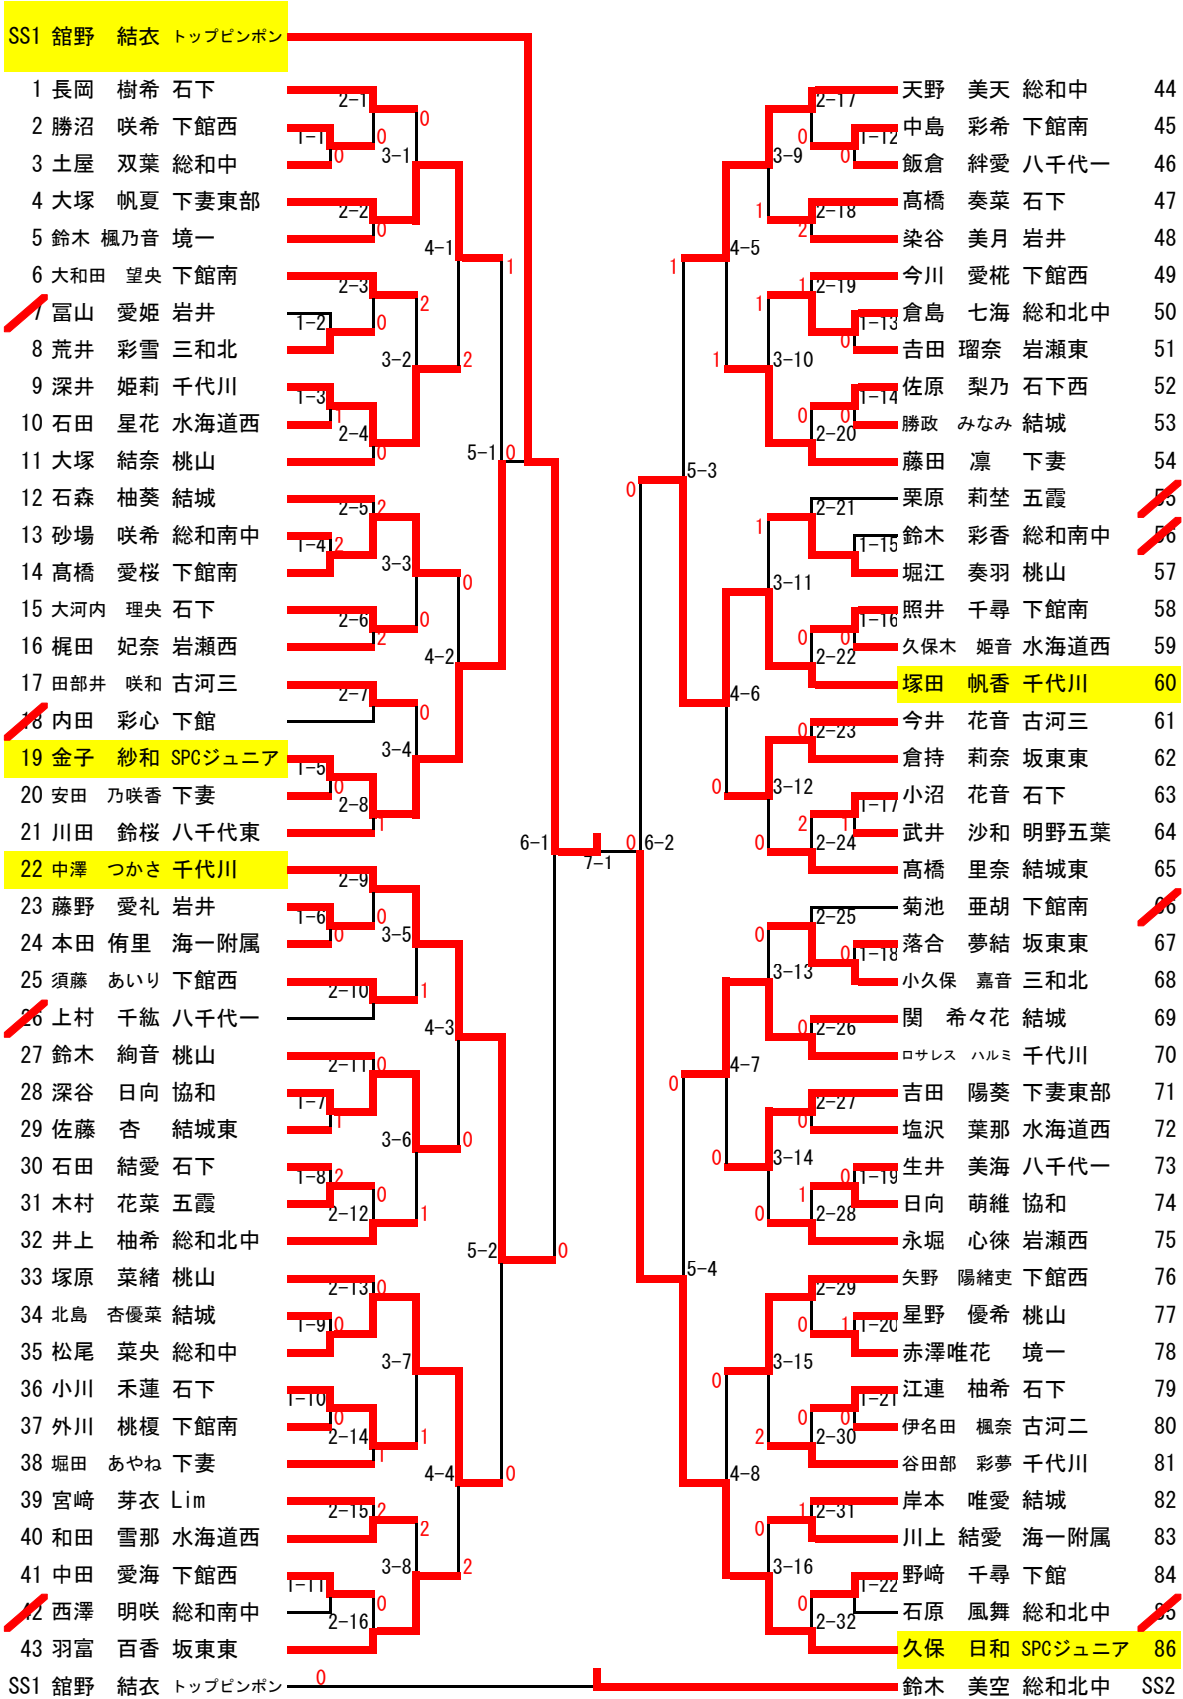 SS1 舘野 結衣 トップピンポン
1 長岡 樹希 石下
2 勝沼 咲希 下館西
3 土屋 双葉 総和中
4 大塚 帆夏 下妻東部
5 鈴木 楓乃音 境一
6 大和田 望央 下館南
7 冨山 愛姫 岩井
8 荒井 彩雪 三和北
9 深井 姫莉 千代川
10 石田 星花 水海道西
11 大塚 結奈 桃山
12 石森 柚葵 結城
13 砂場 咲希 総和南中
14 髙橋 愛桜 下館南
15 大河内 理央 石下
16 梶田 妃奈 岩瀬西
17 田部井 咲和 古河三
18 内田 彩心 下館
19 金子 紗和 SPCジュニア
20 安田 乃咲香 下妻
21 川田 鈴桜 八千代東
22 中澤 つかさ 千代川
23 藤野 愛礼 岩井
24 本田 侑里 海一附属
25 須藤 あいり 下館西
26 上村 千紘 八千代一
27 鈴木 絢音 桃山
28 深谷 日向 協和
29 佐藤 杏 結城東
30 石田 結愛 石下
31 木村 花菜 五霞
32 井上 柚希 総和北中
33 塚原 菜緒 桃山
34 北島 杏優菜 結城
35 松尾 菜央 総和中
36 小川 禾蓮 石下
37 外川 桃榎 下館南
38 堀田 あやね 下妻
39 宮﨑 芽衣 Lim
40 和田 雪那 水海道西
41 中田 愛海 下館西
42 西澤 明咲 総和南中
43 羽富 百香 坂東東
SS1 舘野 結衣 トップピンポン
天野 美天 総和中 44
中島 彩希 下館南 45
飯倉 絆愛 八千代一 46
髙橋 奏菜 石下 47
染谷 美月 岩井 48
今川 愛椛 下館西 49
倉島 七海 総和北中 50
𠮷田 瑠奈 岩瀬東 51
佐原 梨乃 石下西 52
勝政 みなみ 結城 53
藤田 凛 下妻 54
栗原 莉埜 五霞 55
鈴木 彩香 総和南中 56
堀江 奏羽 桃山 57
照井 千尋 下館南 58
久保木 姫音 水海道西 59
塚田 帆香 千代川 60
今井 花音 古河三 61
倉持 莉奈 坂東東 62
小沼 花音 石下 63
武井 沙和 明野五葉 64
髙橋 里奈 結城東 65
菊池 亜胡 下館南 66
落合 夢結 坂東東 67
小久保 嘉音 三和北 68
関 希々花 結城 69
ロサレス ハルミ 千代川 70
吉田 陽葵 下妻東部 71
塩沢 葉那 水海道西 72
生井 美海 八千代一 73
日向 萌維 協和 74
永堀 心徠 岩瀬西 75
矢野 陽緒吏 下館西 76
星野 優希 桃山 77
赤澤唯花 境一 78
江連 柚希 石下 79
伊名田 楓奈 古河二 80
谷田部 彩夢 千代川 81
岸本 唯愛 結城 82
川上 結愛 海一附属 83
野﨑 千尋 下館 84
石原 風舞 総和北中 85
久保 日和 SPCジュニア 86
鈴木 美空 総和北中 SS2
1-1
1-2
1-3
1-4
1-5
1-6
1-7
1-8
1-9
1-10
1-11
2-1
2-2
2-3
2-4
2-5
2-6
2-7
2-8
2-9
2-10
2-11
2-12
2-13
2-14
2-15
2-16
3-1
3-2
3-3
3-4
3-5
3-6
3-7
3-8
4-1
4-2
4-3
4-4
5-1
5-2
6-1
7-1
6-2
5-3
5-4
4-5
4-6
4-7
4-8
3-9
3-10
3-11
3-12
3-13
3-14
3-15
3-16
2-17
2-18
2-19
2-20
2-21
2-22
2-23
2-24
2-25
2-26
2-27
2-28
2-29
2-30
2-31
2-32
1-12
1-13
1-14
1-15
1-16
1-17
1-18
1-19
1-20
1-21
1-22